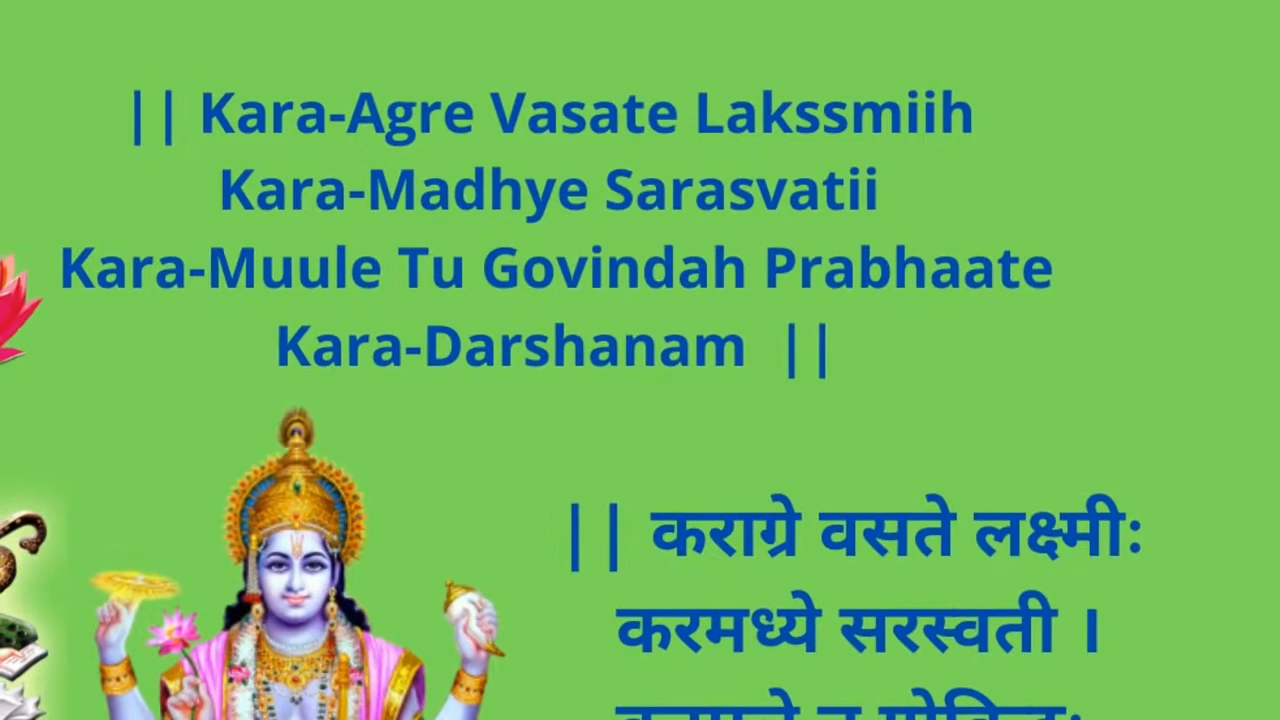 || Kara-Agre Vasate Lakssmiih
Kara-Madhye Sarasvatii
Kara-Muule Tu Govindah Prabhaate
Kara-Darshanam ||
|| कराग्रे वसते लक्ष्मीः
करमध्ये सरस्वती ।